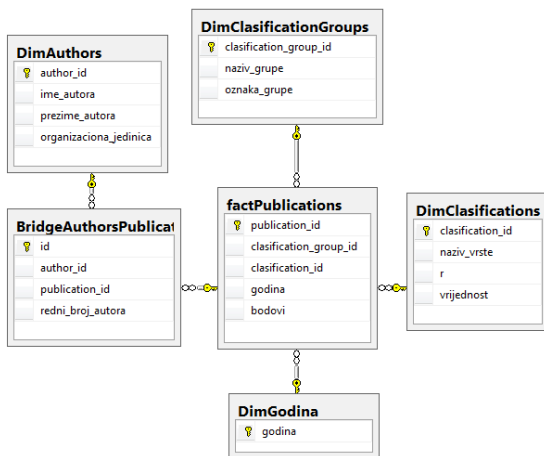 DimAuthors
author_id
ime_autora
prezime_autora
organizaciona_jedinica
DimClasificationGroups
clasification_group_id
naziv_grupe
oznaka_grupe
BridgeAuthorsPublicat
id
author_id
publication_id
redni_broj_autora
factPublications
publication_id
clasification_group_id
clasification_id
godina
bodovi
DimClasifications
clasification_id
naziv_vrste
r
vrijednost
DimGodina
godina